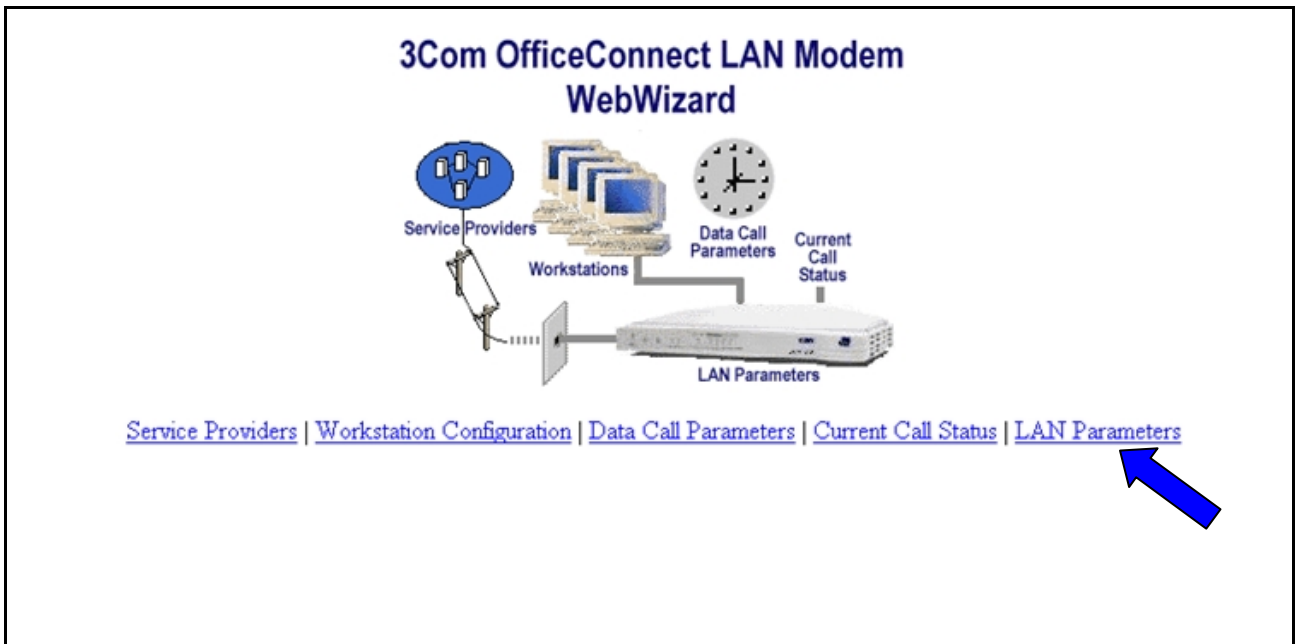 3Com OfficeConnect LAN Modem
WebWizard
Service Providers
Workstations
Data Call
Parameters
Current
Call
Status
LAN Parameters
Service Providers | Workstation Configuration | Data Call Parameters | Current Call Status | LAN Parameters